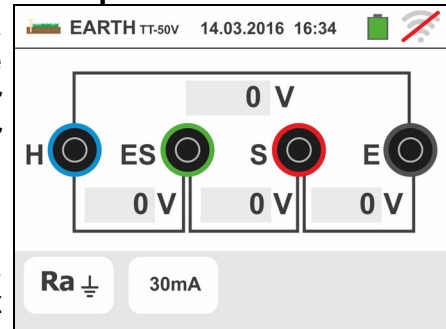 EARTH TT-50V 14.03.2016 16:34
0 V
H ES S E
0 V 0 V 0 V
Ra 30mA